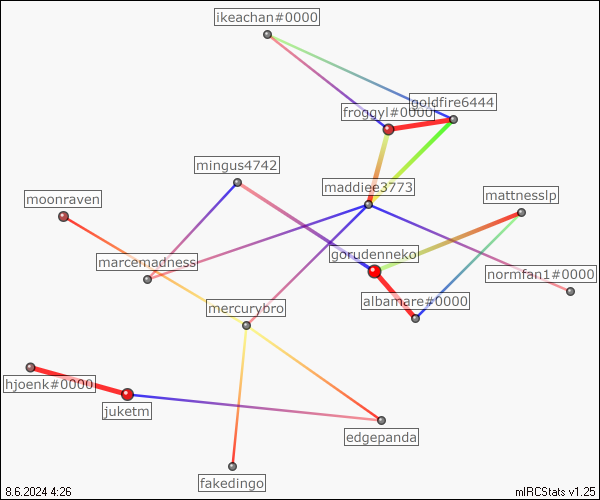 ikeachan#0000
goldfire6444
froggyl#0000
mingus4742
maddiee3773
moonraven
mattnesslp
gorudenneko
marcemadness
normfan1#0000
albamare#0000
mercurybro
hjoenk#0000
juketm
edgepanda
fakedingo
8.6.2024 4:26
mIRCStats v1.25